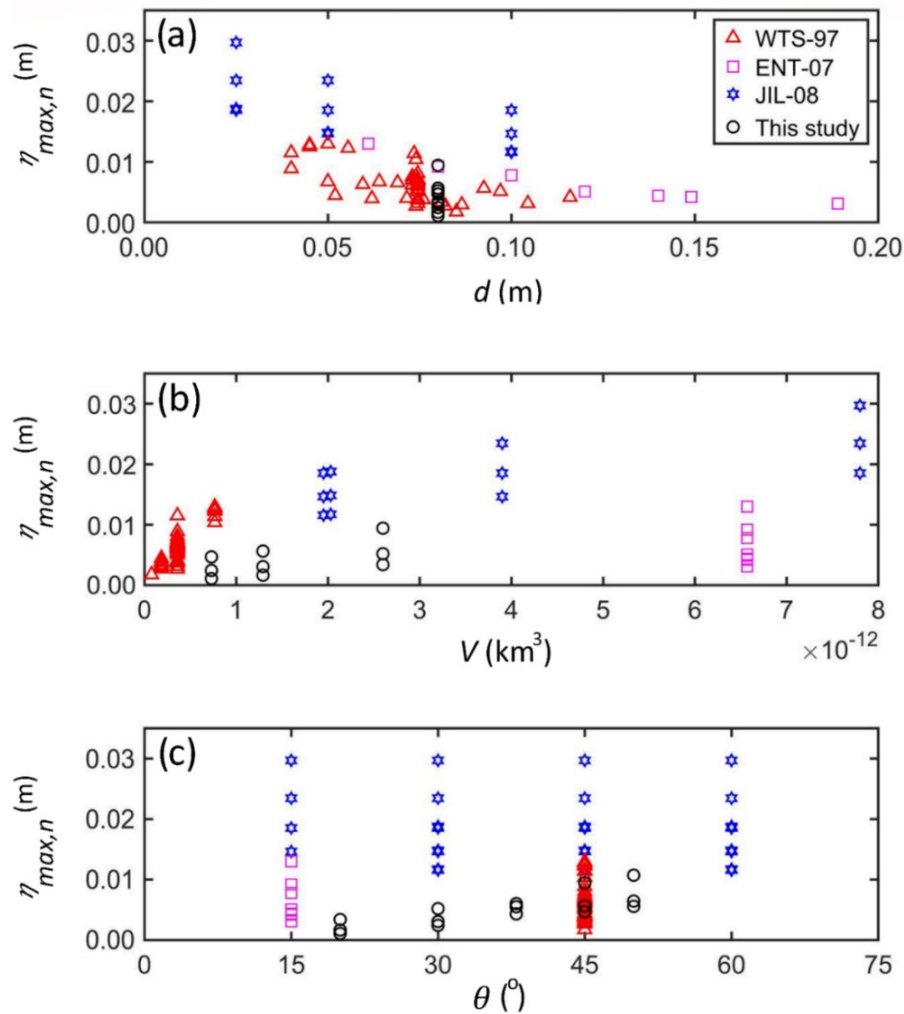 (a)
WTS-97
ENT-07
JIL-08
This study
0.03
0.02
0.01
0.00
η_max,n (m)
0.00 0.05 0.10 0.15 0.20
d (m)
(b)
0.03
0.02
0.01
0.00
η_max,n (m)
0 1 2 3 4 5 6 7 8
V (km³) ×10⁻¹²
(c)
0.03
0.02
0.01
0.00
η_max,n (m)
0 15 30 45 60 75
θ (°)